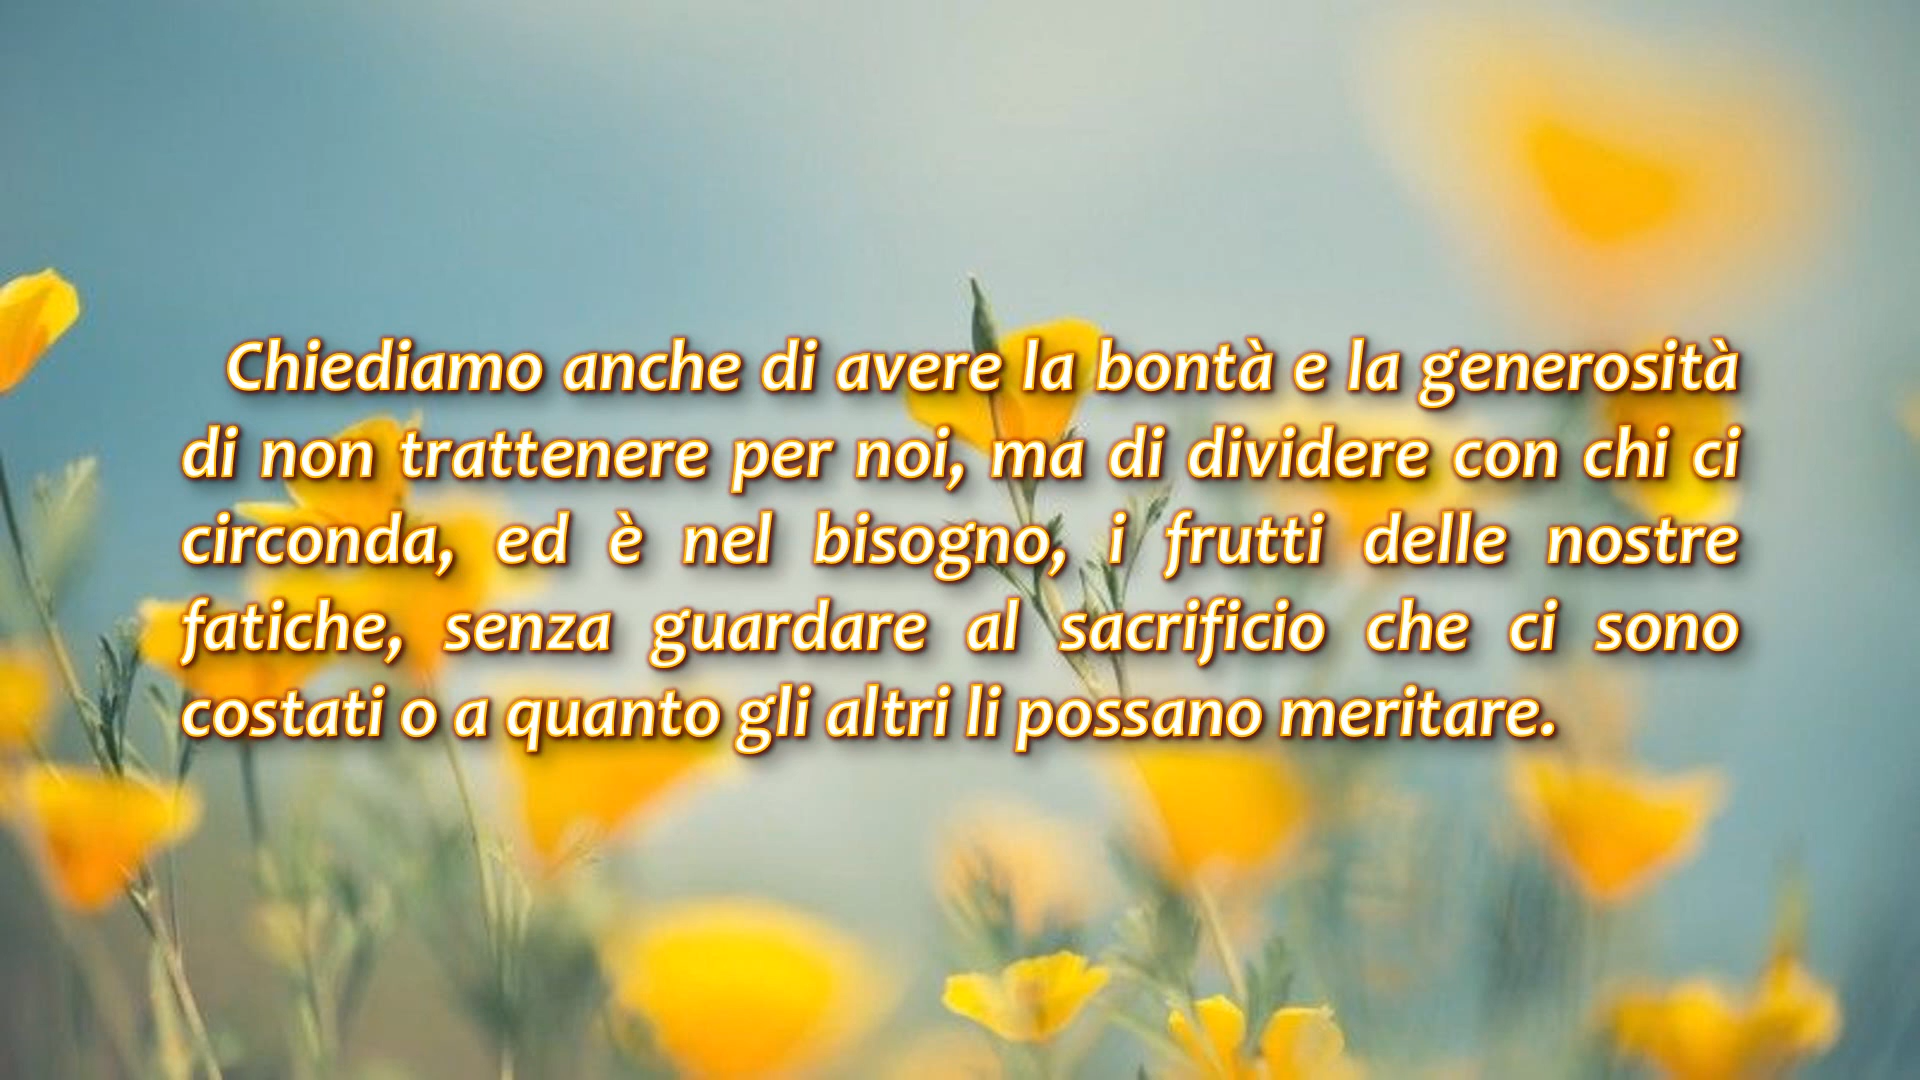 Chiediamo anche di avere la bontà e la generosità
di non trattenere per noi, ma di dividere con chi ci
circonda, ed è nel bisogno, i frutti delle nostre
fatiche, senza guardare al sacrificio che ci sono
costati o a quanto gli altri li possano meritare.